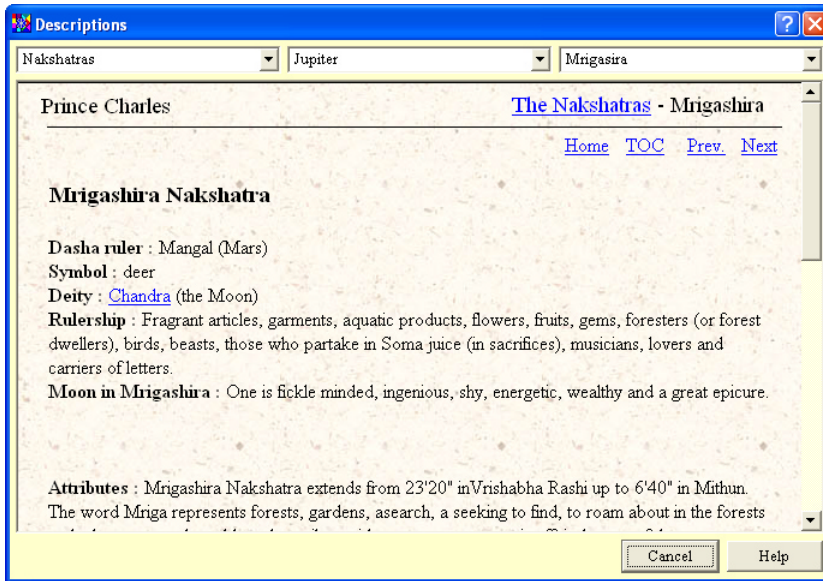 Descriptions
Nakshatras Jupiter Mrigasira
Prince Charles The Nakshatras - Mrigashira
Home TOC Prev. Next
Mrigashira Nakshatra
Dasha ruler : Mangal (Mars)
Symbol : deer
Deity : Chandra (the Moon)
Rulership : Fragrant articles, garments, aquatic products, flowers, fruits, gems, foresters (or forest
dwellers), birds, beasts, those who partake in Soma juice (in sacrifices), musicians, lovers and
carriers of letters.
Moon in Mrigashira : One is fickle minded, ingenious, shy, energetic, wealthy and a great epicure.
Attributes : Mrigashira Nakshatra extends from 23'20" inVrishabha Rashi up to 6'40" in Mithun.
The word Mriga represents forests, gardens, asearch, a seeking to find, to roam about in the forests
Cancel Help